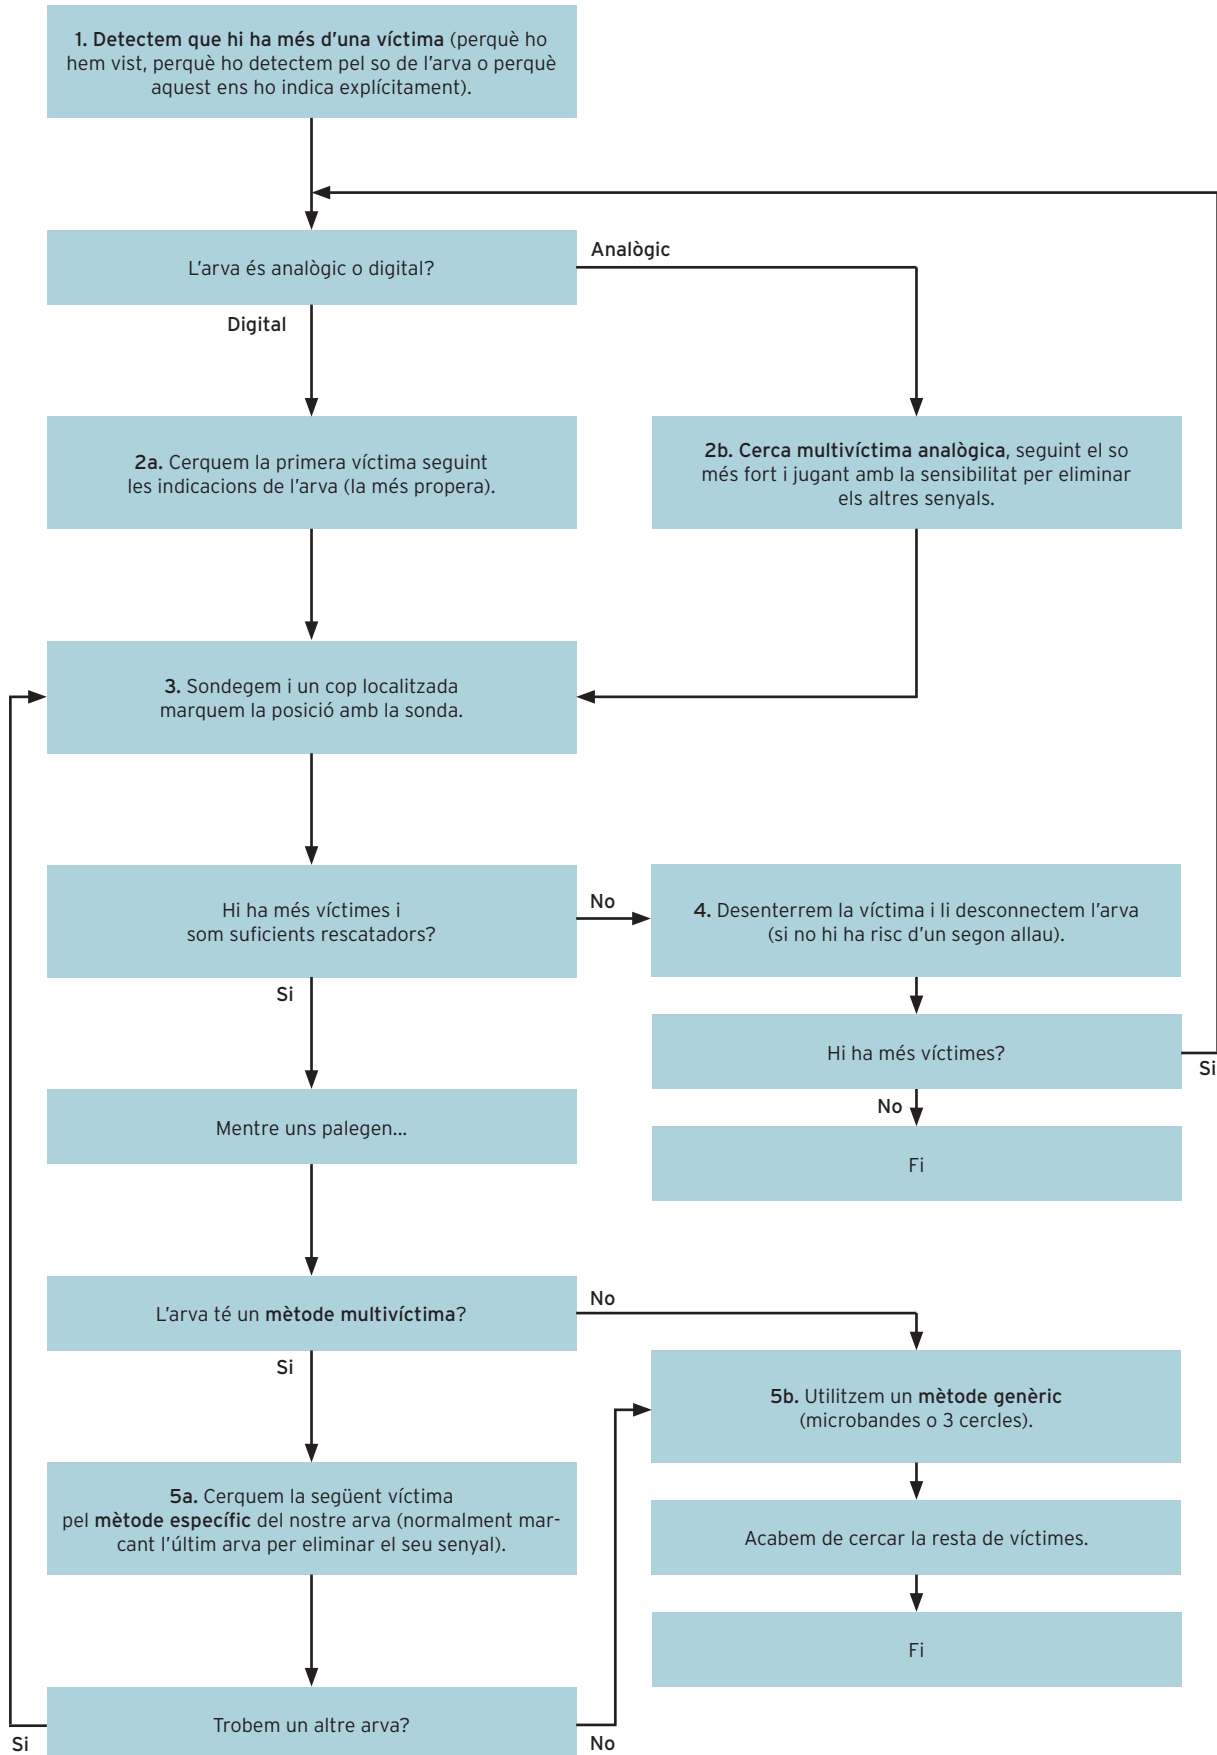 1. Detectem que hi ha més d'una víctima (perquè ho
hem vist, perquè ho detectem pel so de l'arva o perquè
aquest ens ho indica explícitament).
L'arva és analògic o digital?
Analògic
Digital
2a. Cerquem la primera víctima seguint
les indicacions de l'arva (la més propera).
2b. Cerca multivíctima analògica, seguint el so
més fort i jugant amb la sensibilitat per eliminar
els altres senyals.
3. Sondegem i un cop localitzada
marquem la posició amb la sonda.
Hi ha més víctimes i
som suficients rescatadors?
No
Si
4. Desenterrem la víctima i li desconnectem l'arva
(si no hi ha risc d'un segon allau).
Hi ha més víctimes?
Si
No
Fi
Mentre uns palegen...
L'arva té un mètode multivíctima?
No
Si
5b. Utilitzem un mètode genèric
(microbandes o 3 cercles).
5a. Cerquem la següent víctima
pel mètode específic del nostre arva (normalment mar-
cant l'últim arva per eliminar el seu senyal).
Acabem de cercar la resta de víctimes.
Fi
Trobem un altre arva?
Si
No